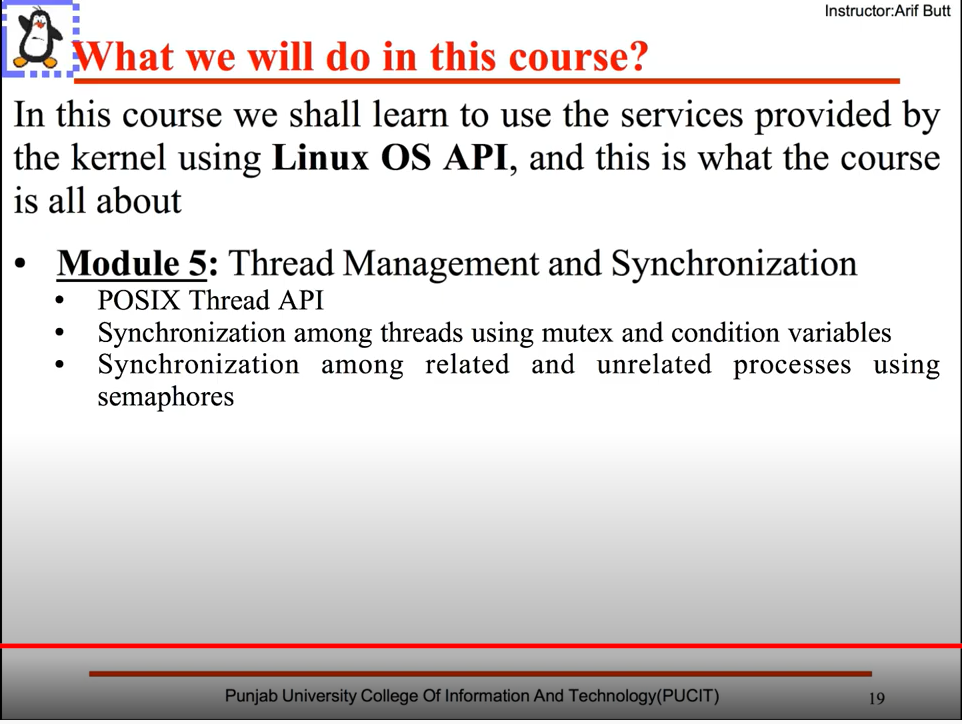 Instructor:Arif Butt
What we will do in this course?
In this course we shall learn to use the services provided by
the kernel using Linux OS API, and this is what the course
is all about
• Module 5: Thread Management and Synchronization
• POSIX Thread API
• Synchronization among threads using mutex and condition variables
• Synchronization among related and unrelated processes using
semaphores
Punjab University College Of Information And Technology(PUCIT)
19